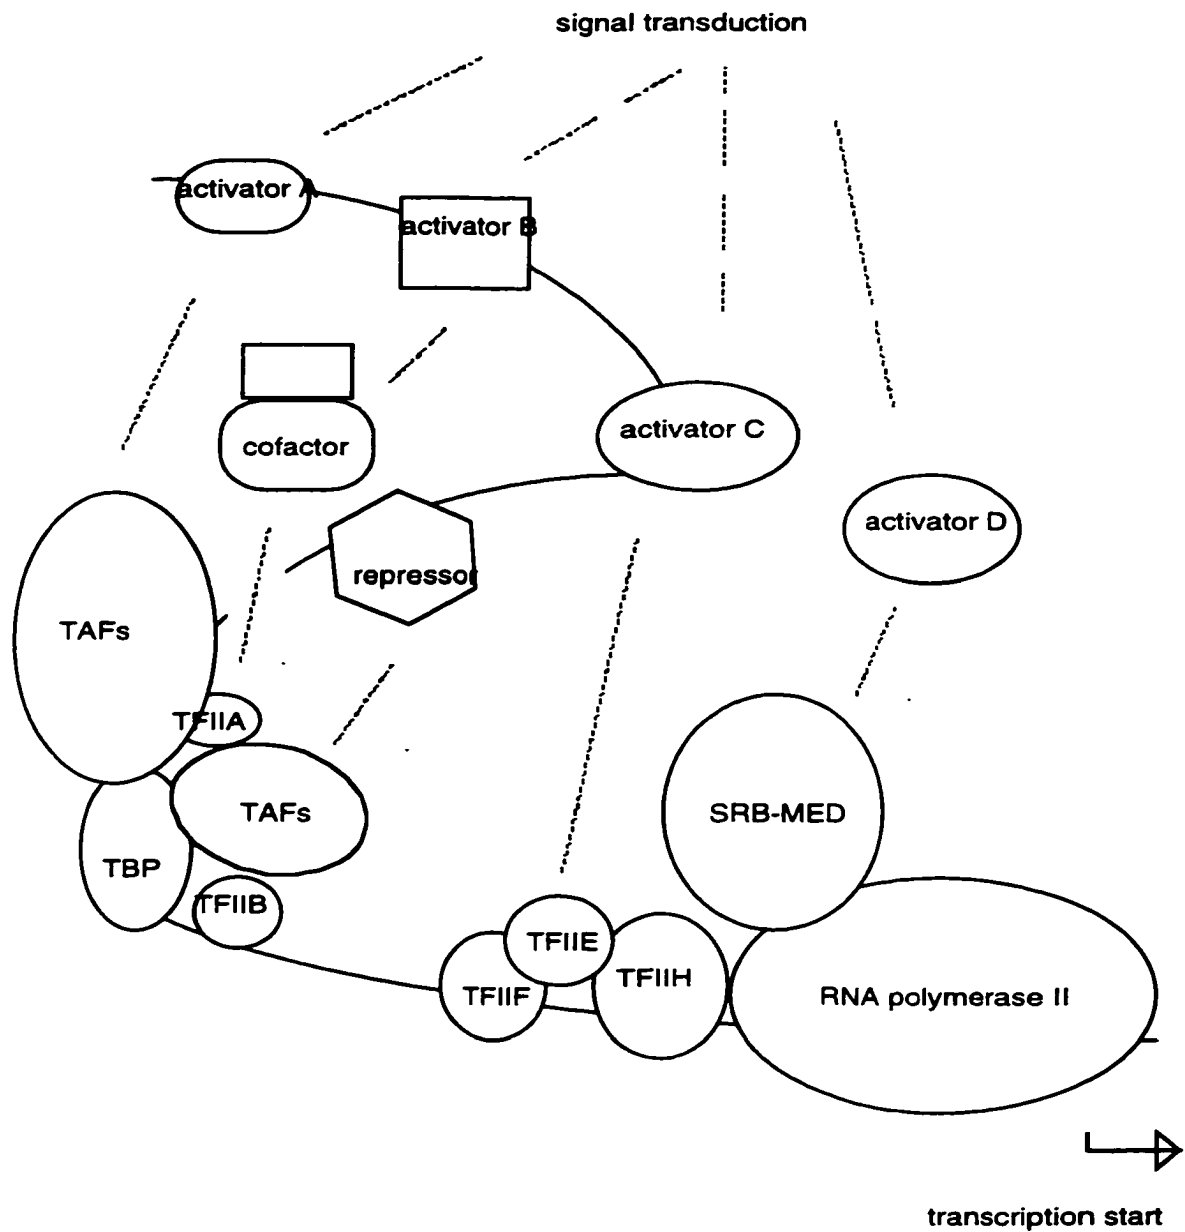 signal transduction
activator A
activator B
activator C
cofactor
activator D
repressor
TAFs
TFIIA
TAFs
SRB-MED
TBP
TFIIB
TFIIE
TFIIH
TFIIF
RNA polymerase II
transcription start